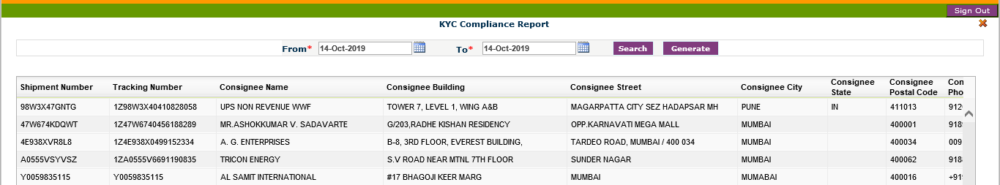 Sign Out
KYC Compliance Report
From* 14-Oct-2019 To* 14-Oct-2019 Search Generate
Shipment Number Tracking Number Consignee Name Consignee Building Consignee Street Consignee City Consignee State Consignee Postal Code Con Pho
98W3X47GNTG 1Z98W3X40410828058 UPS NON REVENUE WWF TOWER 7, LEVEL 1, WING A&B MAGARPATTA CITY SEZ HADAPSAR MH PUNE IN 411013 912
47W674KDQWT 1Z47W6740456188289 MR.ASHOKKUMAR V. SADAVARTE G/203,RADHE KISHAN RESIDENCY OPP.KARNAVATI MEGA MALL MUMBAI 400001 918
4E938XVR8L8 1Z4E938X0499152334 A. G. ENTERPRISES B-8, 3RD FLOOR, EVEREST BUILDING, TARDEO ROAD, MUMBAI / 400 034 MUMBAI 400034 009
A0555VSYVSZ 1ZA0555V6691190835 TRICON ENERGY S.V ROAD NEAR MTNL 7TH FLOOR SUNDER NAGAR MUMBAI 400062 918
Y0059835115 Y0059835115 AL SAMIT INTERNATIONAL #17 BHAGOJI KEER MARG MUMBAI MUMABAI 400016 +91